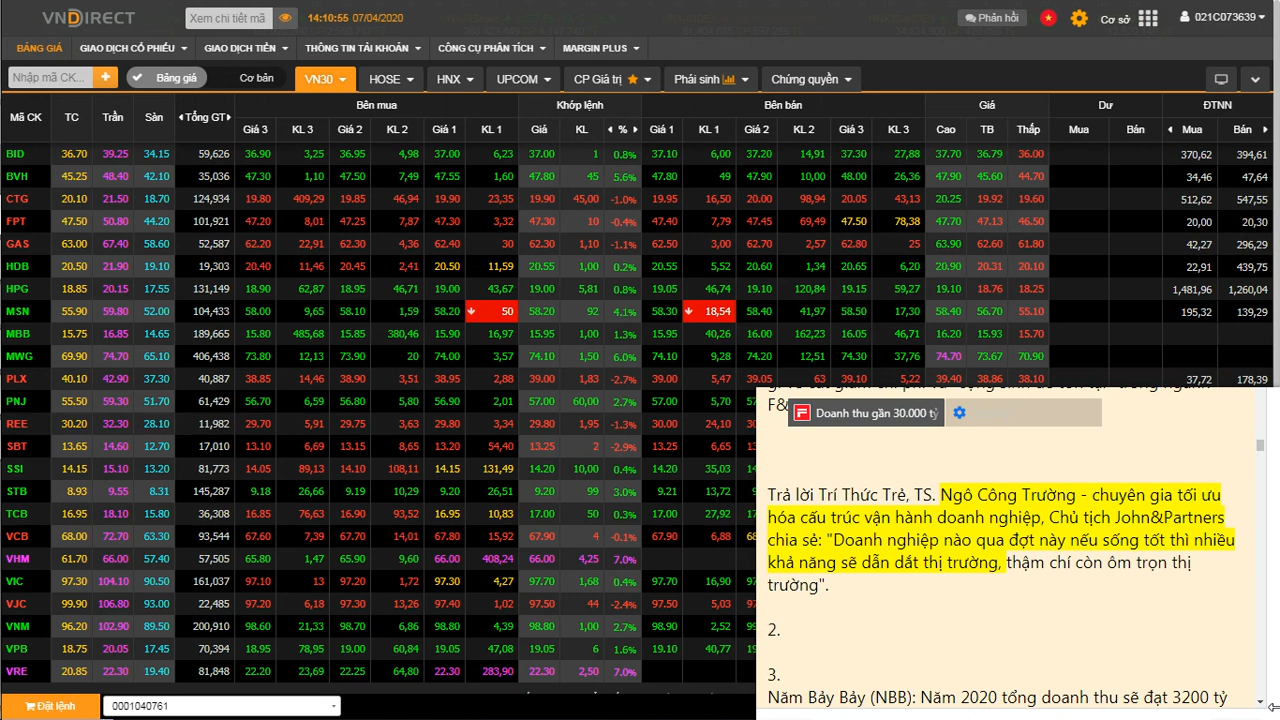 VNDIRECT Xem chi tiết mã 14:10:55 07/04/2020 Phản hồi Cơ sở 021C073639
BẢNG GIÁ GIAO DỊCH CỔ PHIẾU GIAO DỊCH TIỀN THÔNG TIN TÀI KHOẢN CÔNG CỤ PHÂN TÍCH MARGIN PLUS
Nhập mã CK... + Bảng giá Cơ bản VN30 HOSE HNX UPCOM CP Giá trị Phái sinh Chứng quyền
Mã CK TC Trần Sàn Tổng GT Bên mua Khớp lệnh Bên bán Giá Dư ĐTNN
Giá 3 KL 3 Giá 2 KL 2 Giá 1 KL 1 Giá KL % Giá 1 KL 1 Giá 2 KL 2 Giá 3 KL 3 Cao TB Thấp Mua Bán Mua Bán
BID 36.70 39.25 34.15 59,626 36.90 3,25 36.95 4,98 37.00 6,23 37.00 1 0.8% 37.10 6,00 37.20 14,91 37.30 27,88 37.70 36.79 36.00 370,62 394,61
BVH 45.25 48.40 42.10 35,036 47.30 1,10 47.50 7,49 47.55 1,60 47.80 45 5.6% 47.80 49 47.90 10,00 48.00 26,36 47.90 45.60 44.70 34,46 47,64
CTG 20.10 21.50 18.70 124,934 19.80 409,29 19.85 46,94 19.90 23,35 19.90 45,00 -1.0% 19.95 16,50 20.00 98,94 20.05 43,13 20.25 19.92 19.60 512,62 547,55
FPT 47.50 50.80 44.20 101,921 47.20 8,01 47.25 7,87 47.30 3,32 47.30 10 -0.4% 47.40 7,79 47.45 69,49 47.50 78,38 47.70 47.13 46.50 20,00 20,30
GAS 63.00 67.40 58.60 52,587 62.20 22,91 62.30 4,36 62.40 30 62.30 1,10 -1.1% 62.50 3,00 62.70 2,57 62.80 25 63.90 62.60 61.80 42,27 296,29
HDB 20.50 21.90 19.10 19,303 20.40 11,46 20.45 2,41 20.50 11,59 20.55 1,00 0.2% 20.55 5,52 20.60 1,34 20.65 6,20 20.90 20.31 20.10 22,91 439,75
HPG 18.85 20.15 17.55 131,149 18.90 62,87 18.95 46,71 19.00 43,67 19.00 5,81 0.8% 19.05 46,74 19.10 120,84 19.15 59,27 19.10 18.76 18.25 1,481,96 1,260,04
MSN 55.90 59.80 52.00 104,433 58.00 9,65 58.10 1,59 58.20 50 58.20 92 4.1% 58.30 18,54 58.40 41,97 58.50 17,30 58.40 56.70 55.10 195,32 139,29
MBB 15.75 16.85 14.65 189,665 15.80 485,68 15.85 380,46 15.90 16,97 15.95 1,00 1.3% 15.95 40,26 16.00 162,23 16.05 46,71 16.20 15.93 15.70
MWG 69.90 74.70 65.10 406,438 73.80 12,13 73.90 20 74.00 3,57 74.10 1,50 6.0% 74.10 9,28 74.20 12,51 74.30 37,76 74.70 73.67 70.90
PLX 40.10 42.90 37.30 40,887 38.85 14,46 38.90 3,51 38.95 2,88 39.00 1,83 -2.7% 39.00 5,47 39.05 63 39.10 5,22 39.40 38.86 38.10 37,72 178,39
PNJ 55.50 59.30 51.70 61,429 56.70 6,59 56.80 5,80 56.90 2,01 57.00 60,00 2.7% 57.00 5,70
REE 30.20 32.30 28.10 11,982 29.70 5,91 29.75 3,63 29.80 3,34 29.80 1,95 -1.3% 30.00 24,10
SBT 13.65 14.60 12.70 17,010 13.10 6,69 13.15 8,65 13.20 54,40 13.25 2 -2.9% 13.25 6,65
SSI 14.15 15.10 13.20 81,773 14.05 89,13 14.10 108,11 14.15 131,49 14.20 10,00 0.4% 14.20 35,03
STB 8.93 9.55 8.31 145,287 9.18 26,66 9.19 10,29 9.20 26,51 9.20 99 3.0% 9.21 13,72
TCB 16.95 18.10 15.80 36,308 16.85 76,63 16.90 93,52 16.95 10,83 17.00 50 0.3% 17.00 27,92
VCB 68.00 72.70 63.30 93,544 67.60 2,39 67.70 14,01 67.80 15,92 67.90 4 -0.1% 67.90 6,88
VHM 61.70 66.00 57.40 57,505 65.80 1,87 65.90 1,31 66.00 408,24 66.00 4,25 7.0%
VIC 97.30 104.10 90.50 161,037 97.10 13 97.20 1,72 97.30 4,27 97.70 1,68 0.4% 97.70 16,90
VJC 99.90 106.80 93.00 22,485 97.20 6,18 97.30 13,26 97.40 1,02 97.50 44 -2.4% 97.50 5,03
VNM 96.20 102.90 89.50 200,910 98.60 21,33 98.70 6,86 98.80 4,39 98.80 1,00 2.7% 98.90 2,52
VPB 18.75 20.05 17.45 70,394 18.95 78,95 19.00 60,84 19.05 47,08 19.05 6 1.6% 19.10 40,77
VRE 20.85 22.30 19.40 81,848 22.20 23,69 22.25 64,80 22.30 283,90 22.30 2,50 7.0%
F&
Doanh thu gần 30.000 tỷ
Trả lời Trí Thức Trẻ, TS. Ngô Công Trường - chuyên gia tối ưu
hóa cấu trúc vận hành doanh nghiệp, Chủ tịch John&Partners
chia sẻ: "Doanh nghiệp nào qua đợt này nếu sống tốt thì nhiều
khả năng sẽ dẫn dắt thị trường, thậm chí còn ôm trọn thị
trường".
2.
3.
Năm Bảy Bảy (NBB): Năm 2020 tổng doanh thu sẽ đạt 3200 tỷ
Đặt lệnh 0001040761